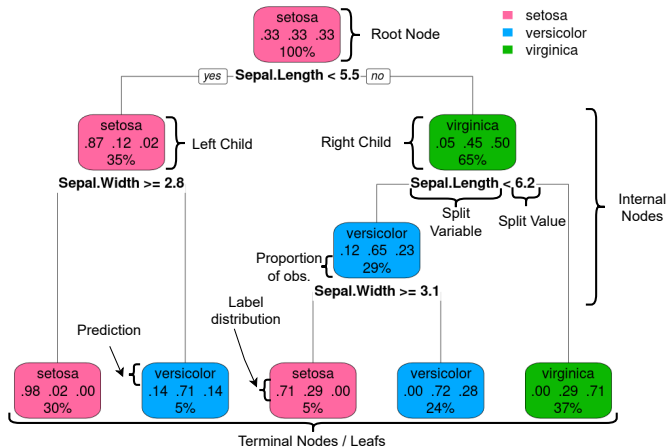 setosa
.33 .33 .33
100%
Root Node
setosa
versicolor
virginica
yes
Sepal.Length < 5.5
no
setosa
.87 .12 .02
35%
Left Child
Right Child
virginica
.05 .45 .50
65%
Sepal.Width >= 2.8
Sepal.Length < 6.2
Internal
Nodes
Split
Variable
Split Value
versicolor
.12 .65 .23
29%
Proportion
of obs.
Sepal.Width >= 3.1
Label
distribution
Prediction
setosa
.98 .02 .00
30%
versicolor
.14 .71 .14
5%
setosa
.71 .29 .00
5%
versicolor
.00 .72 .28
24%
virginica
.00 .29 .71
37%
Terminal Nodes / Leafs